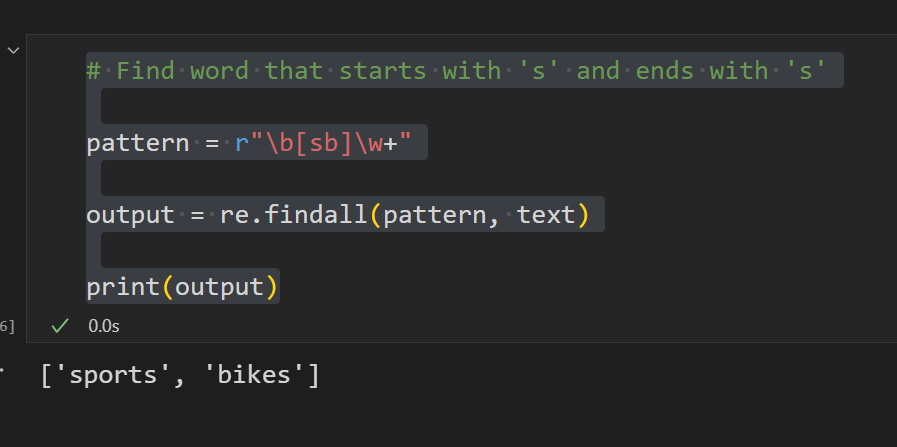 # Find word that starts with 's' and ends with 's'
pattern = r"\b[sb]\w+"
output = re.findall(pattern, text)
print(output)
6] 0.0s
['sports', 'bikes']